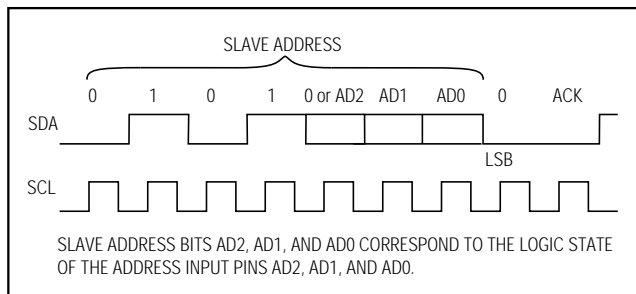 SLAVE ADDRESS
0 1 0 1 0 or AD2 AD1 AD0 0 ACK
SDA
LSB
SCL
SLAVE ADDRESS BITS AD2, AD1, AND AD0 CORRESPOND TO THE LOGIC STATE
OF THE ADDRESS INPUT PINS AD2, AD1, AND AD0.